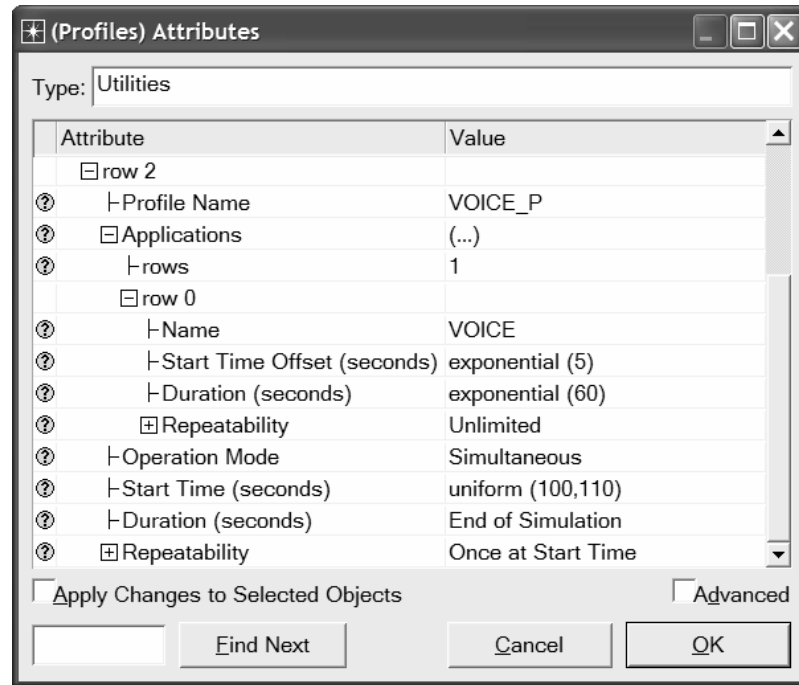 (Profiles) Attributes
Type: Utilities
Attribute Value
row 2
Profile Name VOICE_P
Applications (...)
rows 1
row 0
Name VOICE
Start Time Offset (seconds) exponential (5)
Duration (seconds) exponential (60)
Repeatability Unlimited
Operation Mode Simultaneous
Start Time (seconds) uniform (100,110)
Duration (seconds) End of Simulation
Repeatability Once at Start Time
Apply Changes to Selected Objects Advanced
Find Next Cancel OK